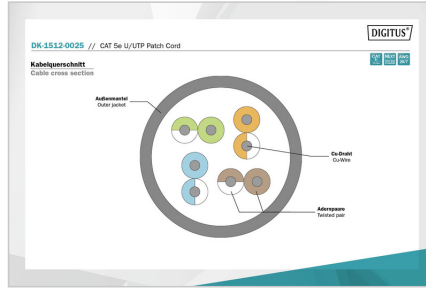 DIGITUS®
DK-1512-0025 // CAT 5e U/UTP Patch Cord
Kabelquerschnitt
Cable cross section
Außenmantel
Outer jacket
Cu-Draht
Cu-Wire
Adernpaare
Twisted pair